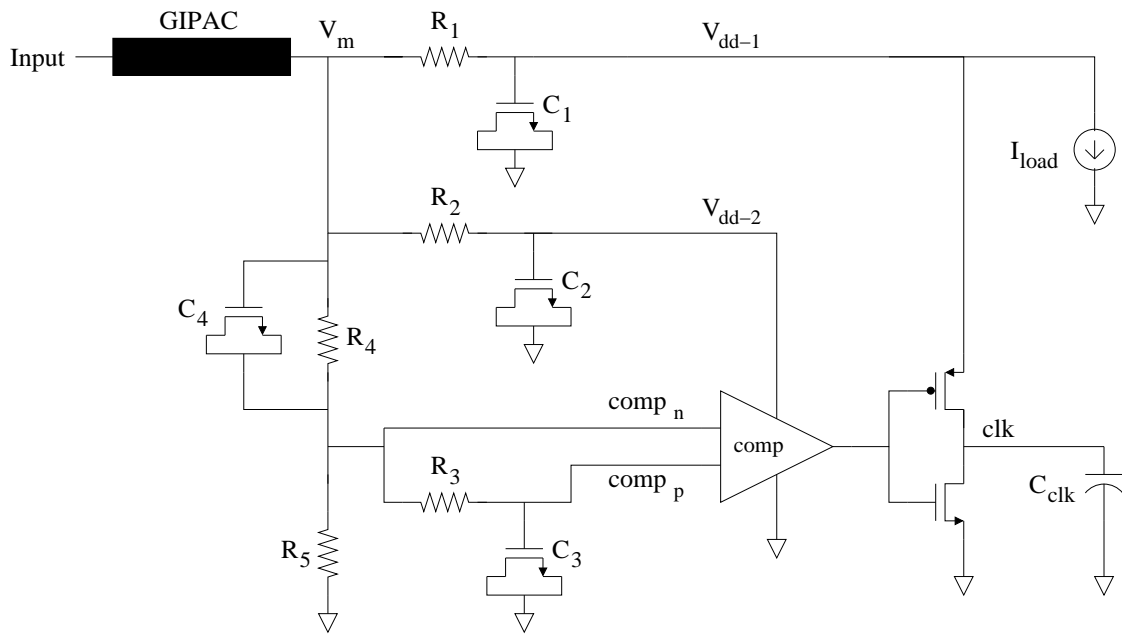 GIPAC
Input
V_m
R_1
V_dd-1
C_1
I_load
R_2
V_dd-2
C_2
C_4
R_4
comp_n
comp
clk
R_3
comp_p
C_clk
R_5
C_3